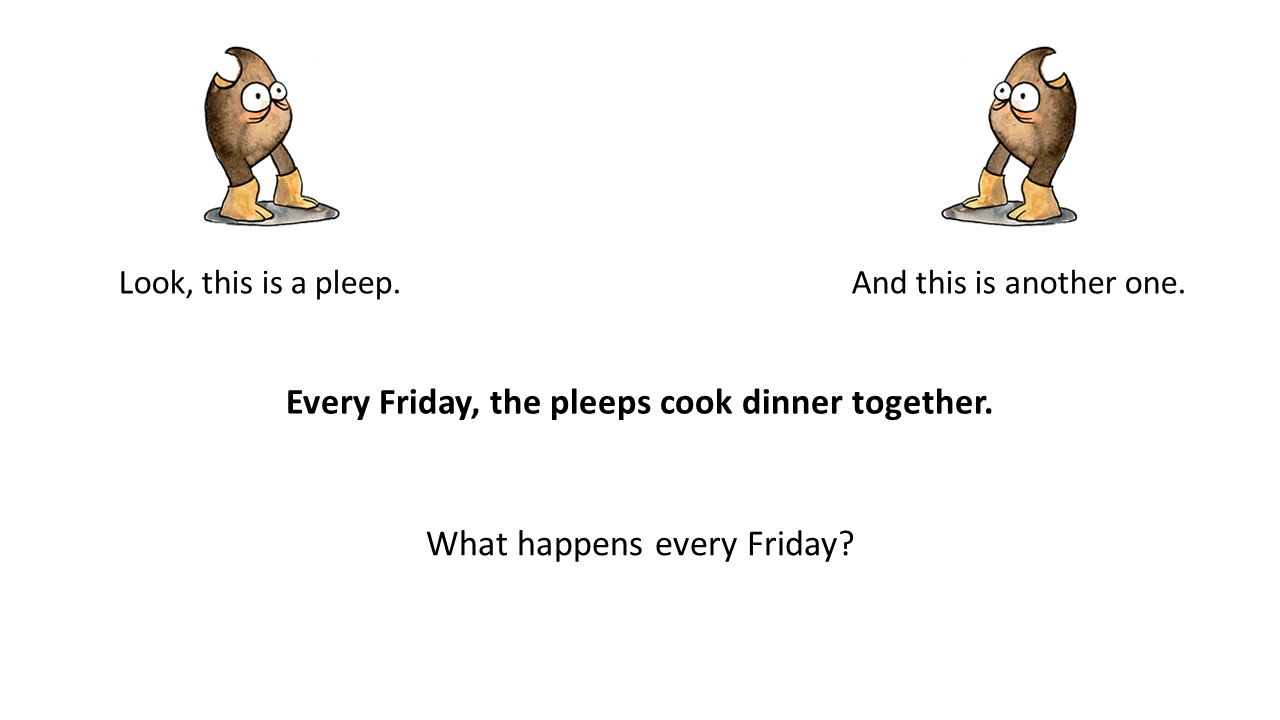 Look, this is a pleep.
And this is another one.
Every Friday, the pleeps cook dinner together.
What happens every Friday?